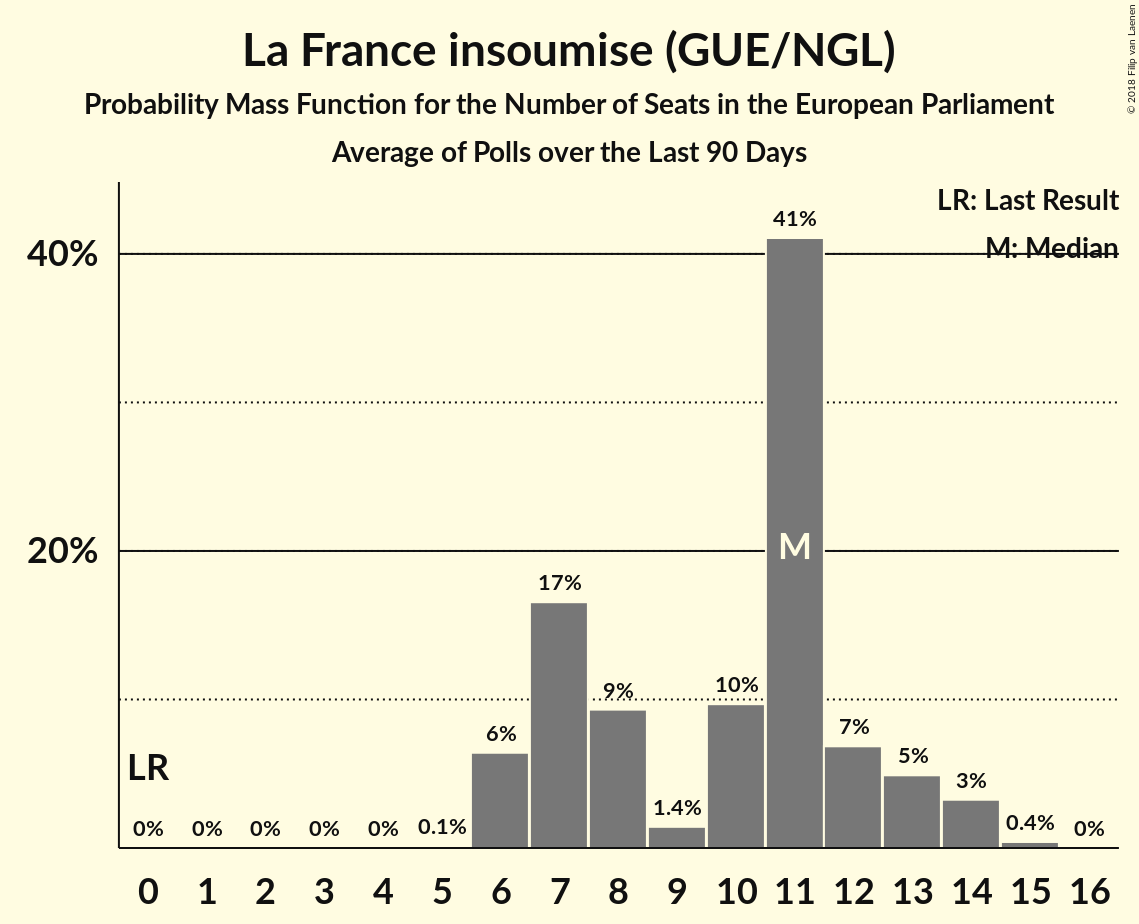 La France insoumise (GUE/NGL)
Probability Mass Function for the Number of Seats in the European Parliament
Average of Polls over the Last 90 Days
© 2018 Filip van Laenen
LR: Last Result
M: Median
40%
20%
LR
M
0% 0% 0% 0% 0% 0.1% 6% 17% 9% 1.4% 10% 41% 7% 5% 3% 0.4% 0%
0 1 2 3 4 5 6 7 8 9 10 11 12 13 14 15 16